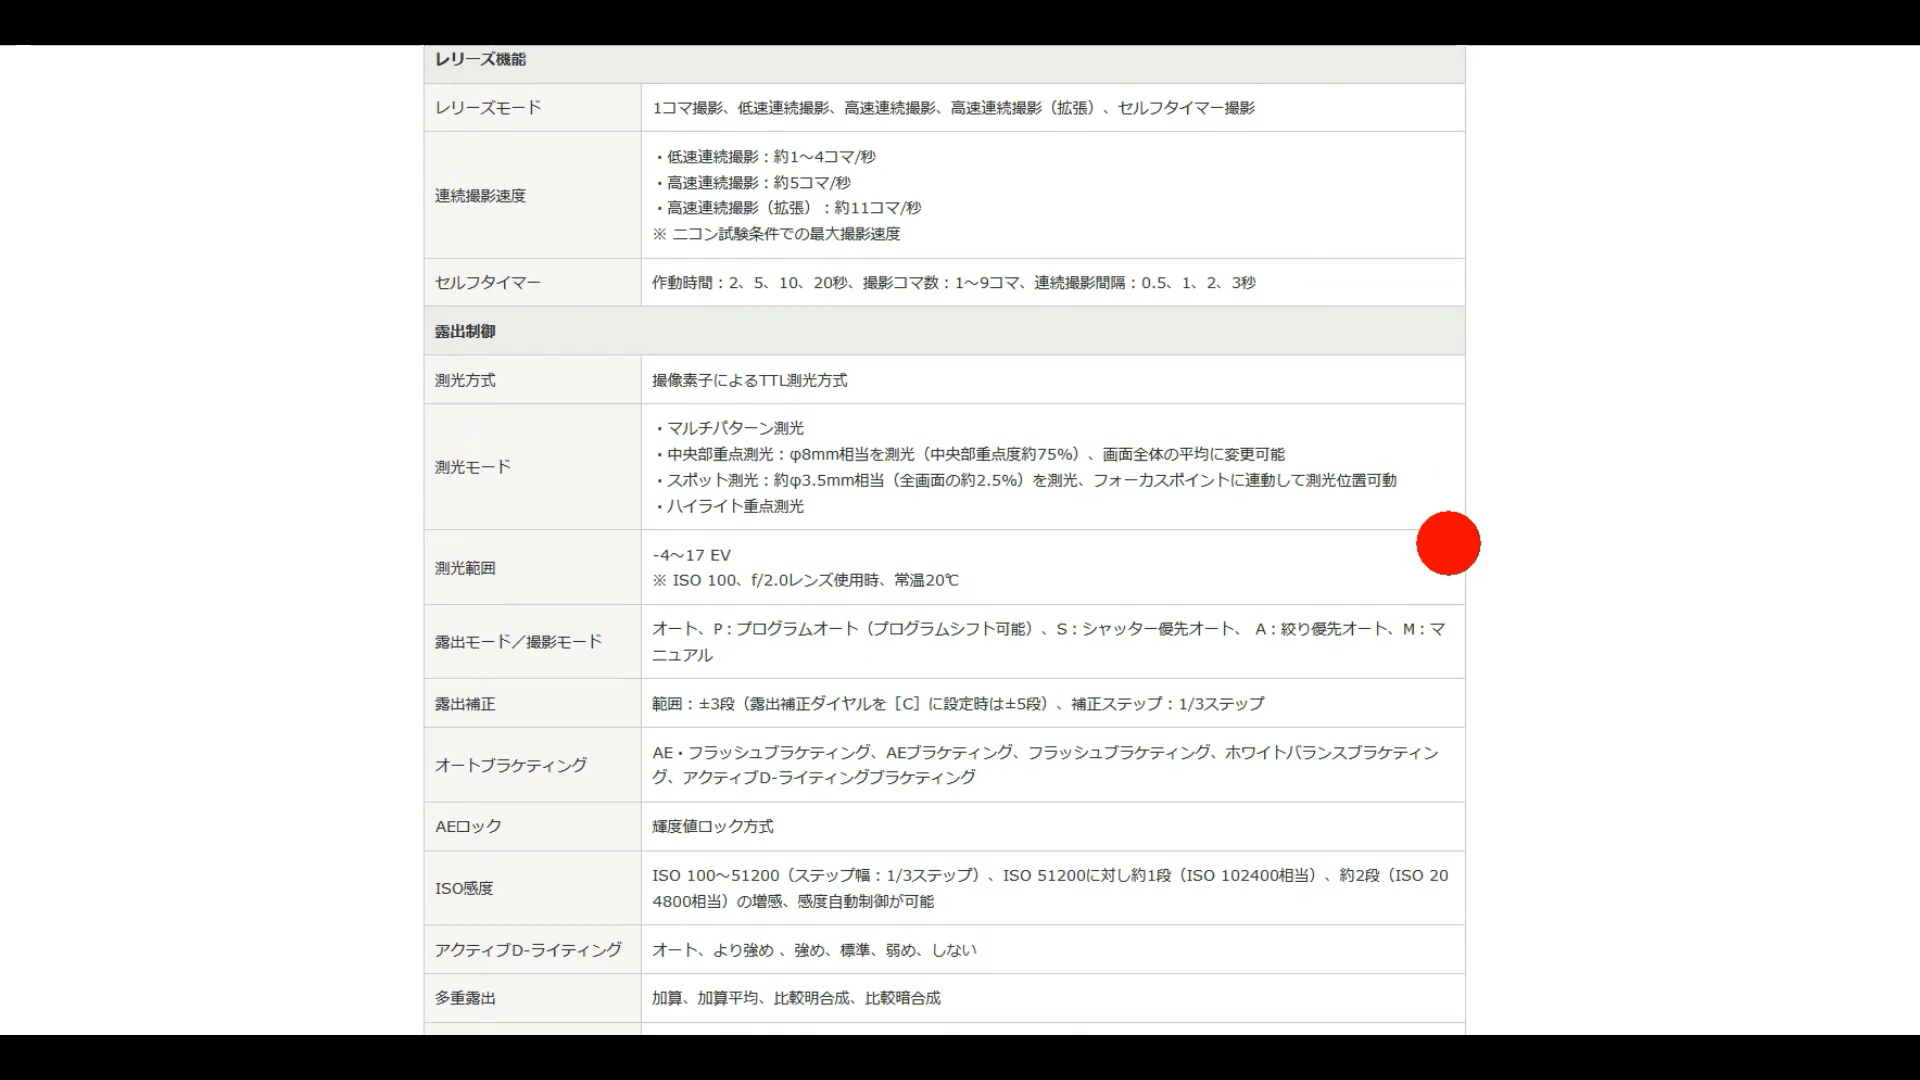 レリーズ機能
レリーズモード
1コマ撮影、低速連続撮影、高速連続撮影、高速連続撮影（拡張）、セルフタイマー撮影
連続撮影速度
・低速連続撮影：約1～4コマ/秒
・高速連続撮影：約5コマ/秒
・高速連続撮影（拡張）：約11コマ/秒
※ ニコン試験条件での最大撮影速度
セルフタイマー
作動時間：2、5、10、20秒、撮影コマ数：1～9コマ、連続撮影間隔：0.5、1、2、3秒
露出制御
測光方式
撮像素子によるTTL測光方式
測光モード
・マルチパターン測光
・中央部重点測光：φ8mm相当を測光（中央部重点度約75%）、画面全体の平均に変更可能
・スポット測光：約φ3.5mm相当（全画面の約2.5%）を測光、フォーカスポイントに連動して測光位置可動
・ハイライト重点測光
測光範囲
-4～17 EV
※ ISO 100、f/2.0レンズ使用時、常温20℃
露出モード／撮影モード
オート、P：プログラムオート（プログラムシフト可能）、S：シャッター優先オート、 A：絞り優先オート、M：マ
ニュアル
露出補正
範囲：±3段（露出補正ダイヤルを［C］に設定時は±5段）、補正ステップ：1/3ステップ
オートブラケティング
AE・フラッシュブラケティング、AEブラケティング、フラッシュブラケティング、ホワイトバランスブラケティン
グ、アクティブD-ライティングブラケティング
AEロック
輝度値ロック方式
ISO感度
ISO 100～51200（ステップ幅：1/3ステップ）、ISO 51200に対し約1段（ISO 102400相当）、約2段（ISO 20
4800相当）の増感、感度自動制御が可能
アクティブD-ライティング
オート、より強め 、強め、標準、弱め、しない
多重露出
加算、加算平均、比較明合成、比較暗合成